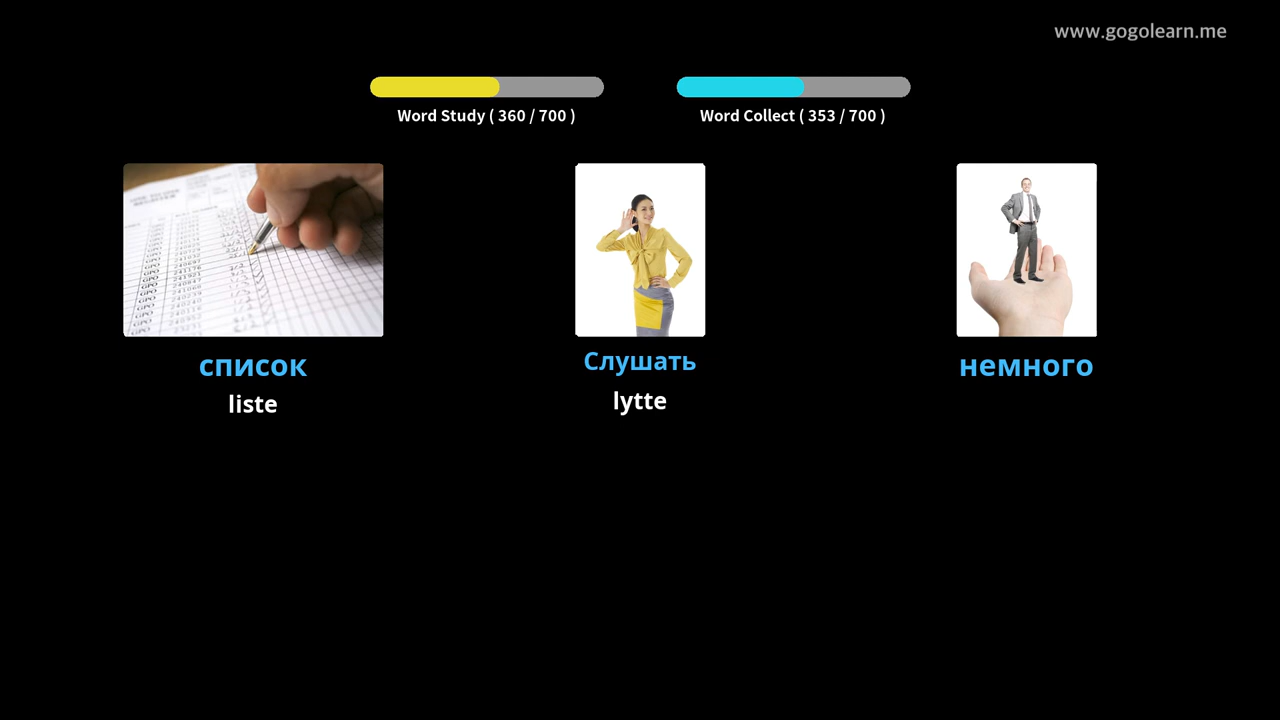 www.gogolearn.me
Word Study ( 360 / 700 )
Word Collect ( 353 / 700 )
список
liste
Слушать
lytte
немного